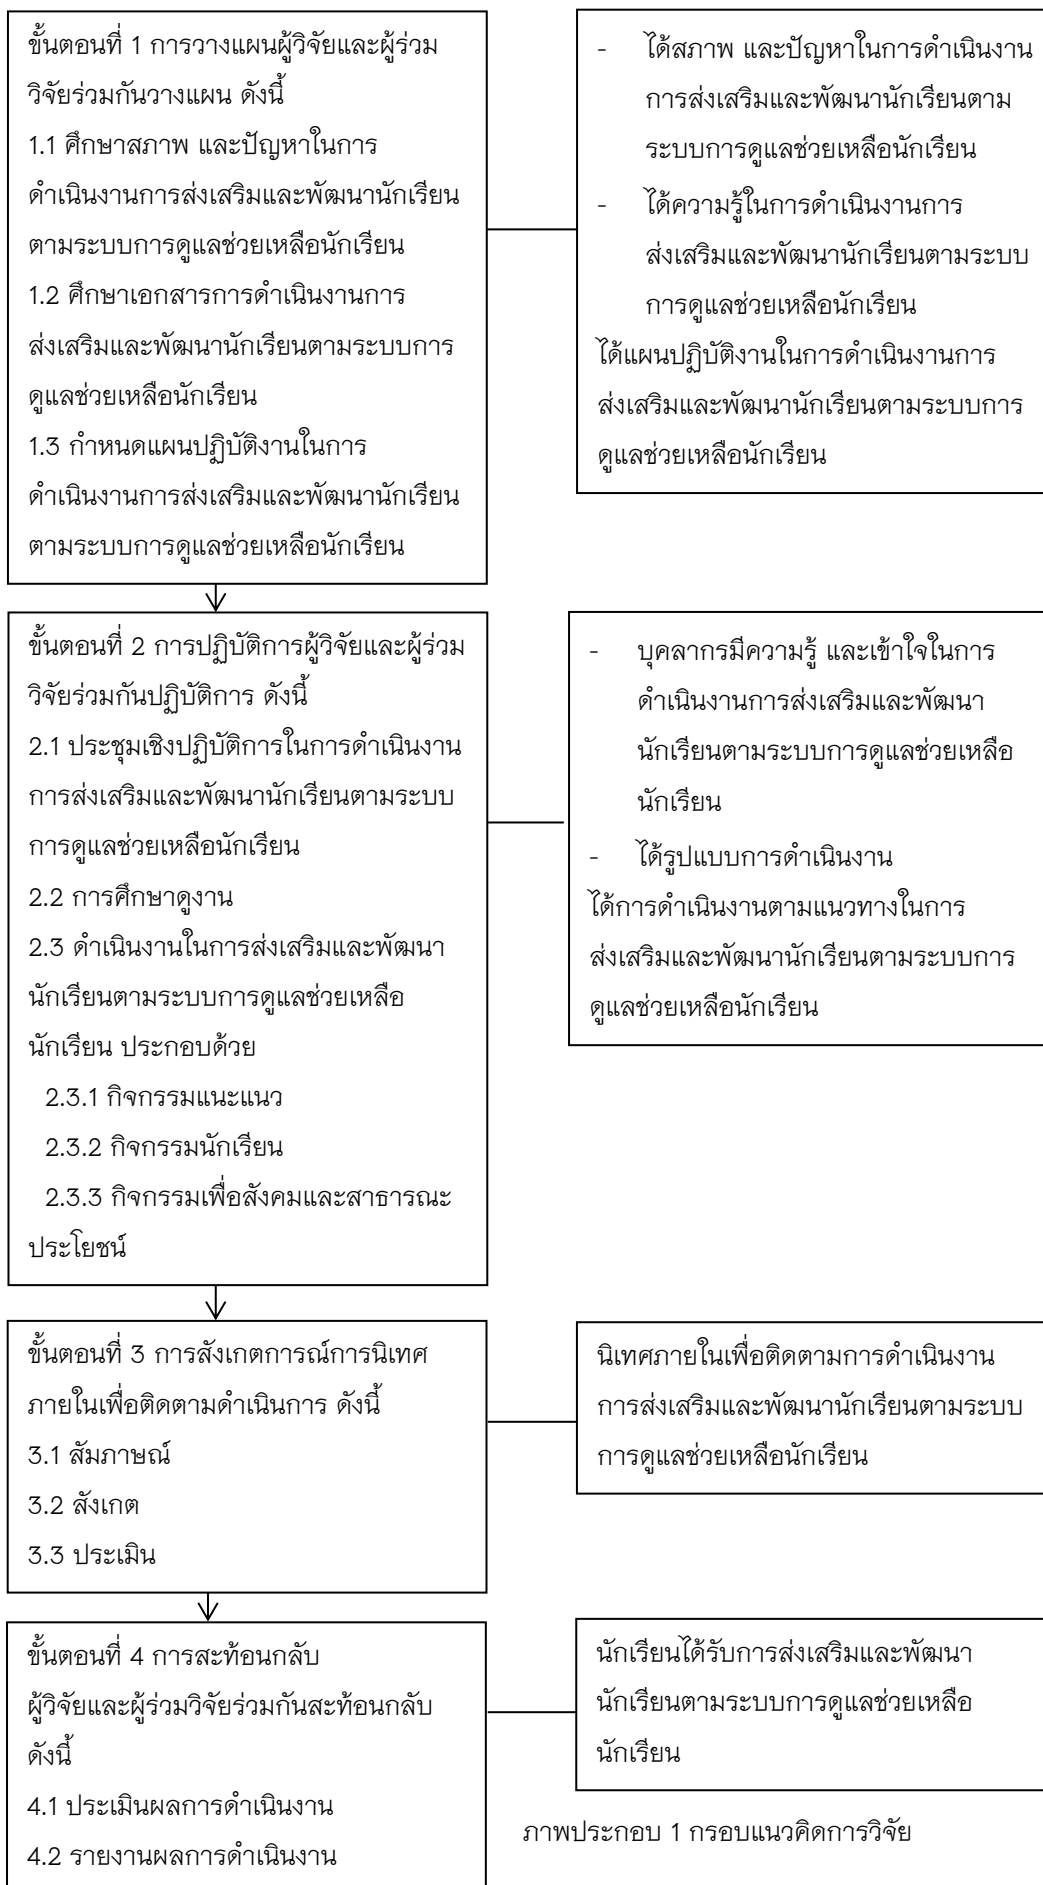 ขั้นตอนที่ 1 การวางแผนผู้วิจัยและผู้ร่วม
วิจัยร่วมกันวางแผน ดังนี้
1.1 ศึกษาสภาพ และปัญหาในการ
ดำเนินงานการส่งเสริมและพัฒนานักเรียน
ตามระบบการดูแลช่วยเหลือนักเรียน
1.2 ศึกษาเอกสารการดำเนินงานการ
ส่งเสริมและพัฒนานักเรียนตามระบบการ
ดูแลช่วยเหลือนักเรียน
1.3 กำหนดแผนปฏิบัติงานในการ
ดำเนินงานการส่งเสริมและพัฒนานักเรียน
ตามระบบการดูแลช่วยเหลือนักเรียน
- ได้สภาพ และปัญหาในการดำเนินงาน
การส่งเสริมและพัฒนานักเรียนตาม
ระบบการดูแลช่วยเหลือนักเรียน
- ได้ความรู้ในการดำเนินงานการ
ส่งเสริมและพัฒนานักเรียนตามระบบ
การดูแลช่วยเหลือนักเรียน
ได้แผนปฏิบัติงานในการดำเนินงานการ
ส่งเสริมและพัฒนานักเรียนตามระบบการ
ดูแลช่วยเหลือนักเรียน
ขั้นตอนที่ 2 การปฏิบัติการผู้วิจัยและผู้ร่วม
วิจัยร่วมกันปฏิบัติการ ดังนี้
2.1 ประชุมเชิงปฏิบัติการในการดำเนินงาน
การส่งเสริมและพัฒนานักเรียนตามระบบ
การดูแลช่วยเหลือนักเรียน
2.2 การศึกษาดูงาน
2.3 ดำเนินงานในการส่งเสริมและพัฒนา
นักเรียนตามระบบการดูแลช่วยเหลือ
นักเรียน ประกอบด้วย
2.3.1 กิจกรรมแนะแนว
2.3.2 กิจกรรมนักเรียน
2.3.3 กิจกรรมเพื่อสังคมและสาธารณะ
ประโยชน์
- บุคลากรมีความรู้ และเข้าใจในการ
ดำเนินงานการส่งเสริมและพัฒนา
นักเรียนตามระบบการดูแลช่วยเหลือ
นักเรียน
- ได้รูปแบบการดำเนินงาน
ได้การดำเนินงานตามแนวทางในการ
ส่งเสริมและพัฒนานักเรียนตามระบบการ
ดูแลช่วยเหลือนักเรียน
ขั้นตอนที่ 3 การสังเกตการณ์การนิเทศ
ภายในเพื่อติดตามดำเนินการ ดังนี้
3.1 สัมภาษณ์
3.2 สังเกต
3.3 ประเมิน
นิเทศภายในเพื่อติดตามการดำเนินงาน
การส่งเสริมและพัฒนานักเรียนตามระบบ
การดูแลช่วยเหลือนักเรียน
ขั้นตอนที่ 4 การสะท้อนกลับ
ผู้วิจัยและผู้ร่วมวิจัยร่วมกันสะท้อนกลับ
ดังนี้
4.1 ประเมินผลการดำเนินงาน
4.2 รายงานผลการดำเนินงาน
นักเรียนได้รับการส่งเสริมและพัฒนา
นักเรียนตามระบบการดูแลช่วยเหลือ
นักเรียน
ภาพประกอบ 1 กรอบแนวคิดการวิจัย